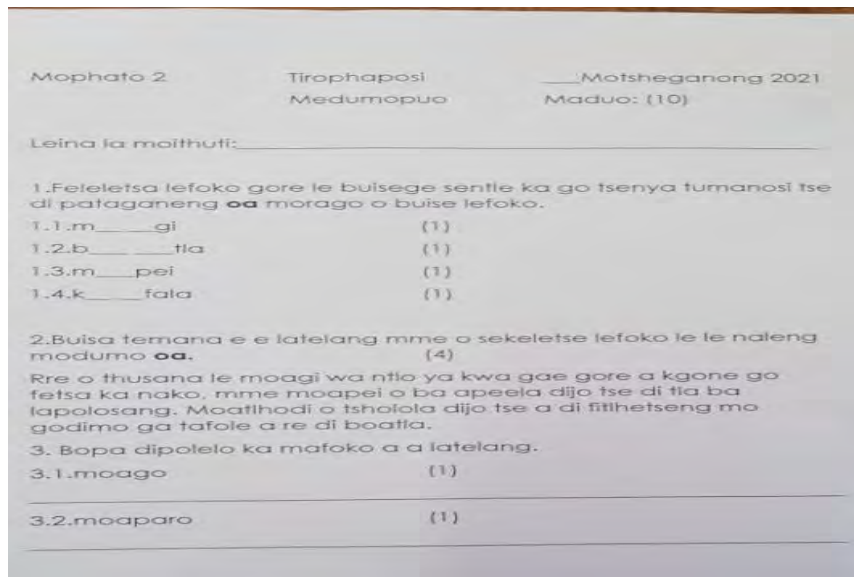 Mophato 2 Tirophaposi ___Motsheganong 2021
Medumopuo Maduo: (10)
Leina la moithuti:____________________
1.Feleletsa lefoko gore le buisege sentle ka go tsenya tumanosi tse
di pataganeng oa morago o buise lefoko.
1.1.m_____gi (1)
1.2.b___ ____tla (1)
1.3.m___pei (1)
1.4.k_____fala (1)
2.Buisa temana e e latelang mme o sekeletse lefoko le le naleng
modumo oa. (4)
Rre o thusana le moagi wa ntlo ya kwa gae gore a kgone go
fetsa ka nako, mme moapei o ba apeela dijo tse di tla ba
lapolosang. Moatlhodi o tsholola dijo tse a di fitlhetseng mo
godimo ga tafole a re di boatla.
3. Bopa dipolelo ka mafoko a a latelang.
3.1.moago (1)
3.2.moaparo (1)